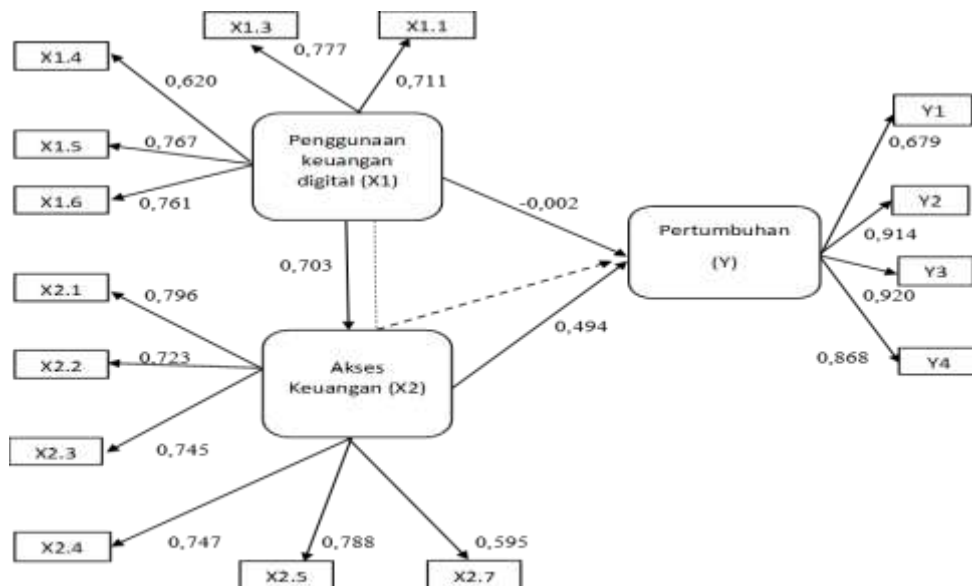 X1.3
X1.1
X1.4
0,777
0,711
0,620
X1.5
0,767
X1.6
0,761
Penggunaan
keuangan
digital (X1)
-0,002
0,703
Pertumbuhan
(Y)
Y1
0,679
Y2
0,914
Y3
0,920
Y4
0,868
X2.1
0,796
X2.2
0,723
X2.3
0,745
Akses
Keuangan (X2)
0,494
X2.4
0,747
X2.5
0,788
X2.7
0,595